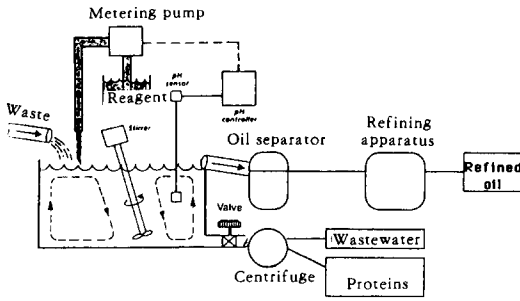 Metering pump
pH
sensor
Reagent
pH
controller
Waste
Stirrer
Oil separator
Refining
apparatus
Refined
oil
Valve
Wastewater
Centrifuge
Proteins